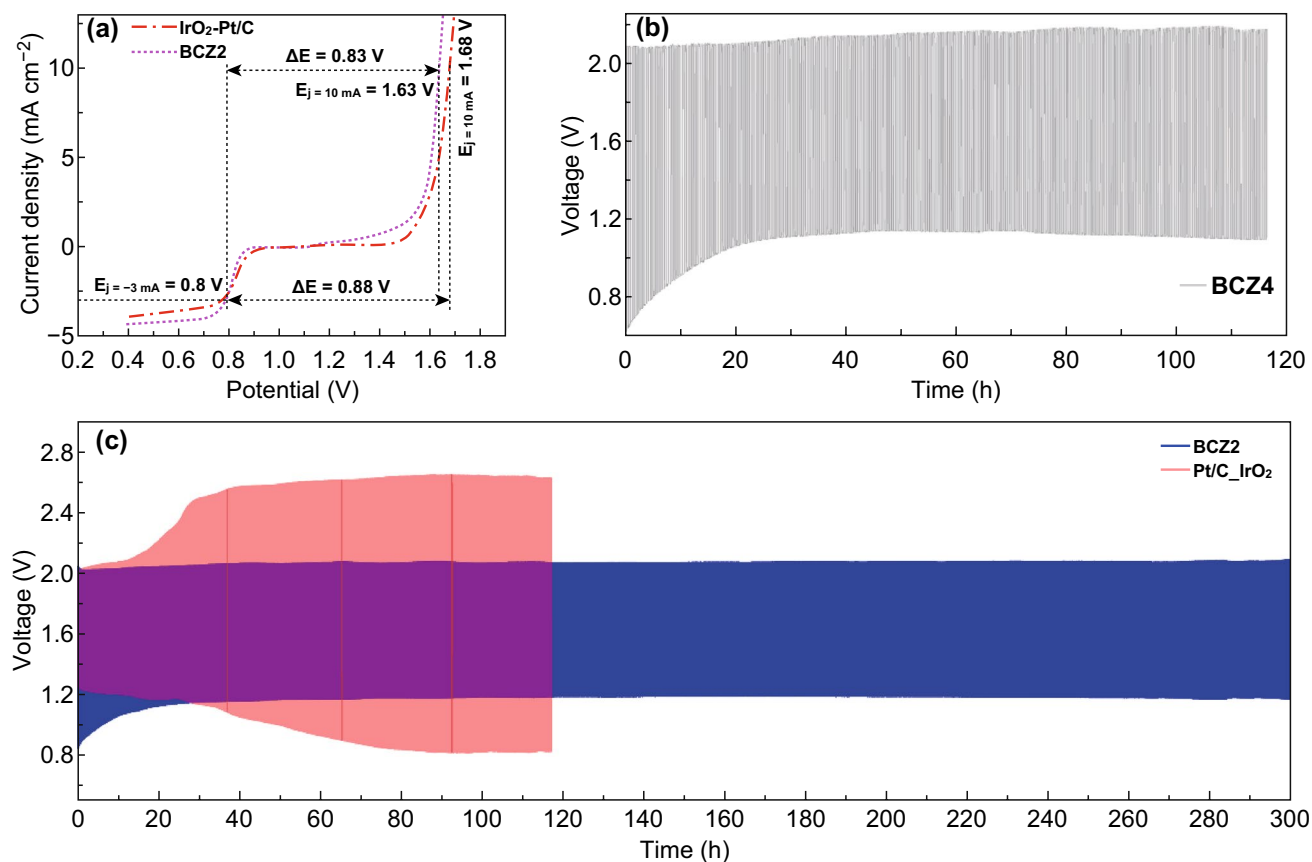 (a)
IrO₂-Pt/C
BCZ2
ΔE = 0.83 V
E j = 10 mA = 1.63 V
E j = 10 mA = 1.68 V
E j = −3 mA = 0.8 V
ΔE = 0.88 V
Current density (mA cm⁻²)
10
5
0
−5
0.2 0.4 0.6 0.8 1.0 1.2 1.4 1.6 1.8
Potential (V)
(b)
BCZ4
Voltage (V)
2.0
1.6
1.2
0.8
0 20 40 60 80 100 120
Time (h)
(c)
BCZ2
Pt/C_IrO₂
Voltage (V)
2.8
2.4
2.0
1.6
1.2
0.8
0 20 40 60 80 100 120 140 160 180 200 220 240 260 280 300
Time (h)